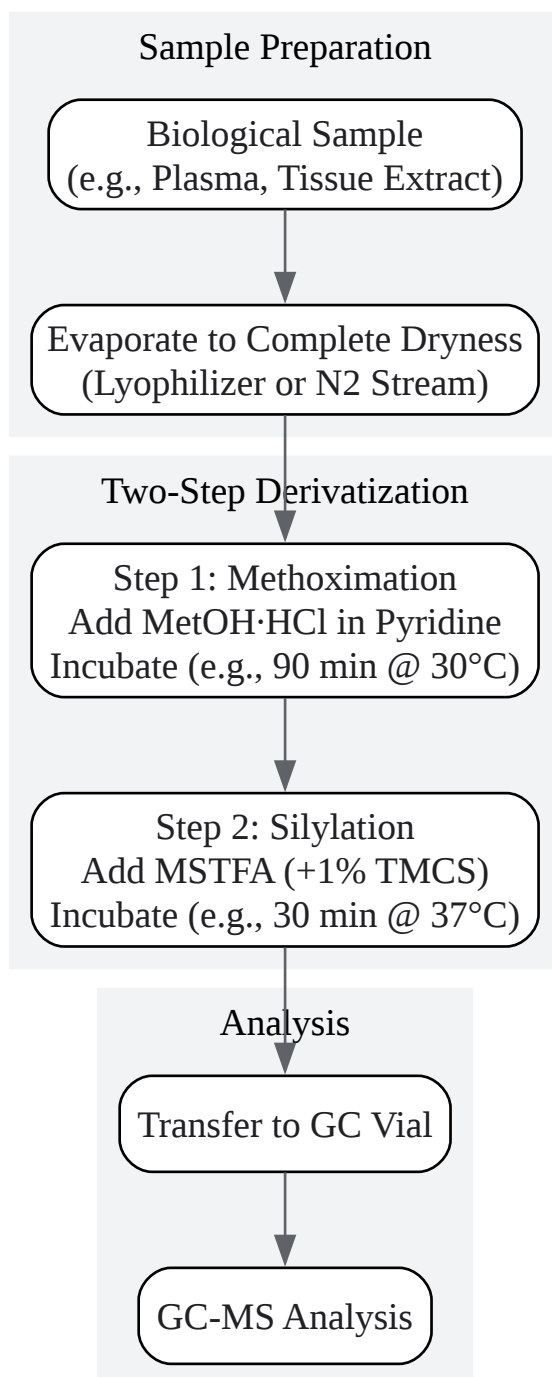 Sample Preparation
Biological Sample
(e.g., Plasma, Tissue Extract)
Evaporate to Complete Dryness
(Lyophilizer or N2 Stream)
Two-Step Derivatization
Step 1: Methoximation
Add MetOH·HCl in Pyridine
Incubate (e.g., 90 min @ 30°C)
Step 2: Silylation
Add MSTFA (+1% TMCS)
Incubate (e.g., 30 min @ 37°C)
Analysis
Transfer to GC Vial
GC-MS Analysis